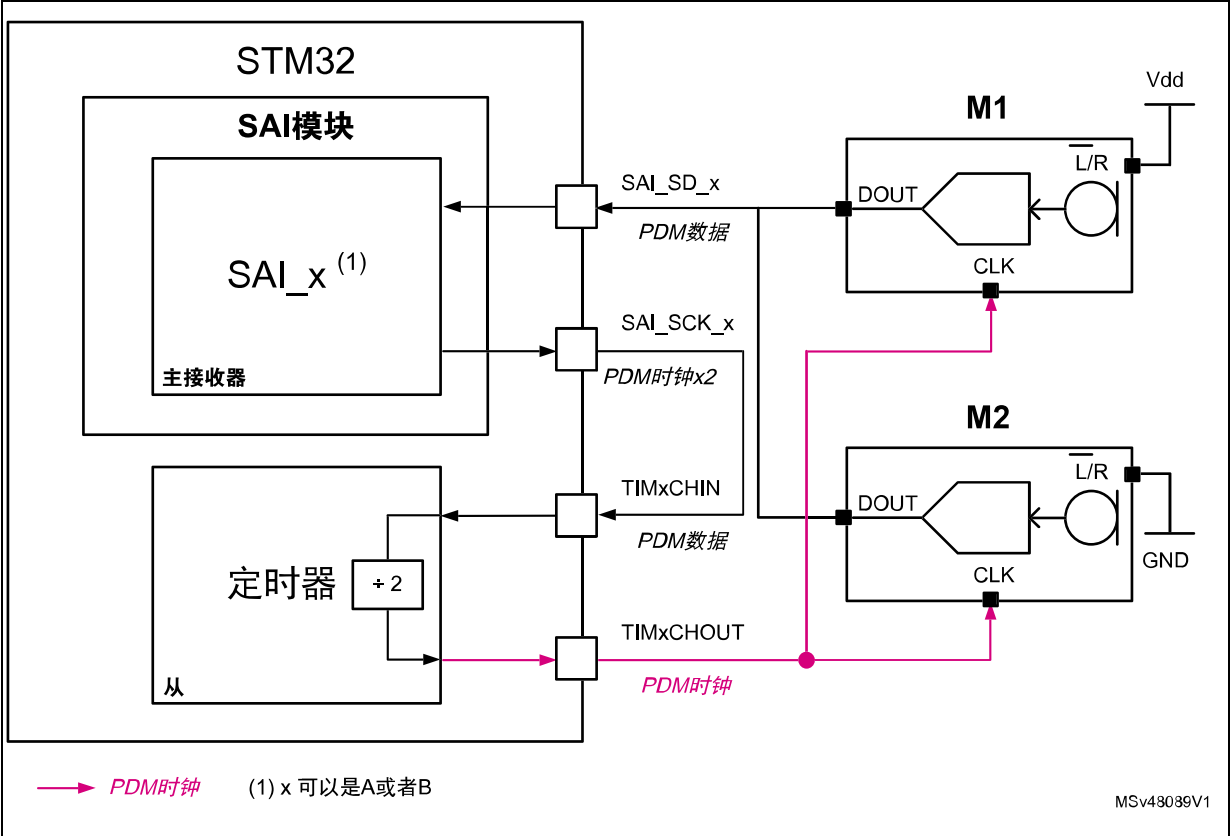 STM32
SAI模块
SAI_x (1)
主接收器
定时器
÷ 2
从
SAI_SD_x
PDM数据
SAI_SCK_x
PDM时钟x2
TIMxCHIN
PDM数据
TIMxCHOUT
PDM时钟
M1
Vdd
L/R
DOUT
CLK
M2
L/R
DOUT
CLK
GND
PDM时钟
(1) x 可以是A或者B
MSv48089V1